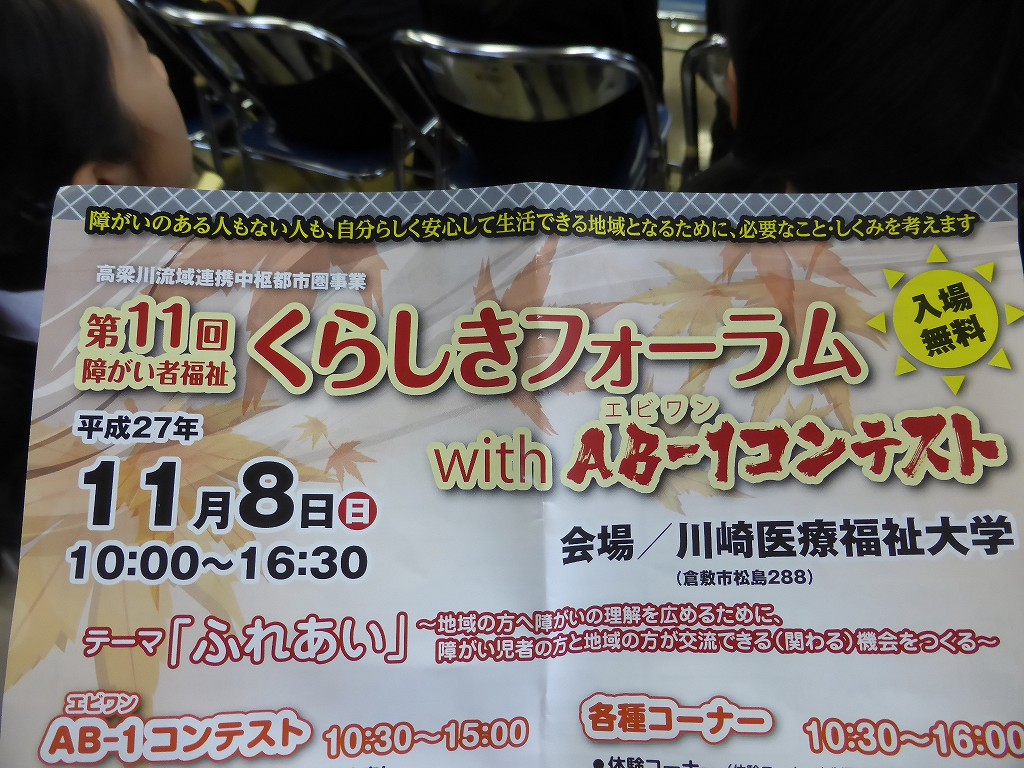 障がいのある人もない人も、自分らしく安心して生活できる地域となるために、必要なこと・しくみを考えます
高梁川流域連携中枢都市圏事業
第11回
障がい者福祉
くらしきフォーラム
入場
無料
エビワン
with AB-1コンテスト
平成27年
11月8日日
10:00～16:30
会場／川崎医療福祉大学
(倉敷市松島288)
テーマ「ふれあい」
～地域の方へ障がいの理解を広めるために、
障がい児者の方と地域の方が交流できる(関わる)機会をつくる～
エビワン
AB-1コンテスト 10:30～15:00
各種コーナー 10:30～16:00
●体験コーナー